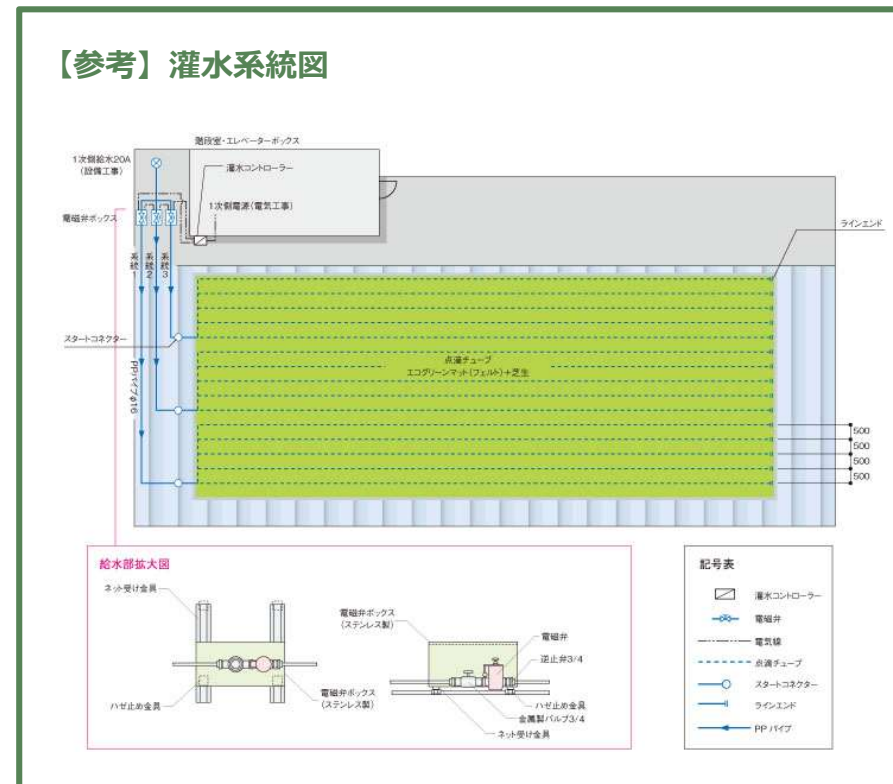 【参考】灌水系統図
階段室・エレベーターボックス
1次側給水20A
(設備工事)
灌水コントローラー
1次側電源(電気工事)
電磁弁ボックス
ラインエンド
系統1
系統2
系統3
スタートコネクター
PPパイプφ16
点滴チューブ
エコグリーンマット(フェルト)+芝生
500
500
500
500
給水部拡大図
ネット受け金具
ハゼ止め金具
電磁弁ボックス
(ステンレス製)
電磁弁ボックス
(ステンレス製)
電磁弁
逆止弁3/4
ハゼ止め金具
金属製バルブ3/4
ネット受け金具
記号表
灌水コントローラー
電磁弁
電気線
点滴チューブ
スタートコネクター
ラインエンド
PPパイプ